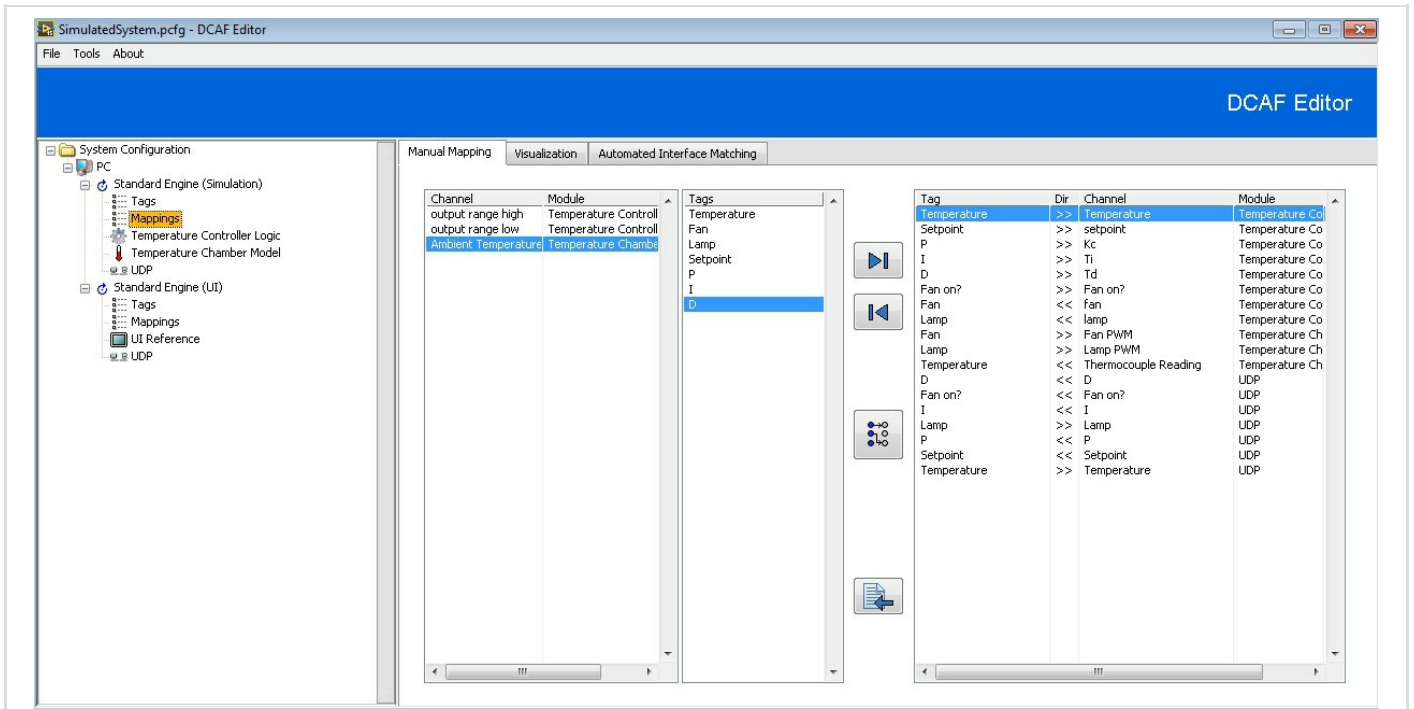 SimulatedSystem.pcfg - DCAF Editor
File Tools About
DCAF Editor
System Configuration
PC
Standard Engine (Simulation)
Tags
Mappings
Temperature Controller Logic
Temperature Chamber Model
UDP
Standard Engine (UI)
Tags
Mappings
UI Reference
UDP
Manual Mapping Visualization Automated Interface Matching
Channel Module
output range high Temperature Controll
output range low Temperature Controll
Ambient Temperature Temperature Chambe
Tags
Temperature
Fan
Lamp
Setpoint
P
I
D
Tag Dir Channel Module
Temperature >> Temperature Temperature Co
Setpoint >> setpoint Temperature Co
P >> Kc Temperature Co
I >> Ti Temperature Co
D >> Td Temperature Co
Fan on? >> Fan on? Temperature Co
Fan << fan Temperature Co
Lamp << lamp Temperature Co
Fan >> Fan PWM Temperature Ch
Lamp >> Lamp PWM Temperature Ch
Temperature << Thermocouple Reading Temperature Ch
D << D UDP
Fan on? << Fan on? UDP
I << I UDP
Lamp >> Lamp UDP
P << P UDP
Setpoint << Setpoint UDP
Temperature >> Temperature UDP